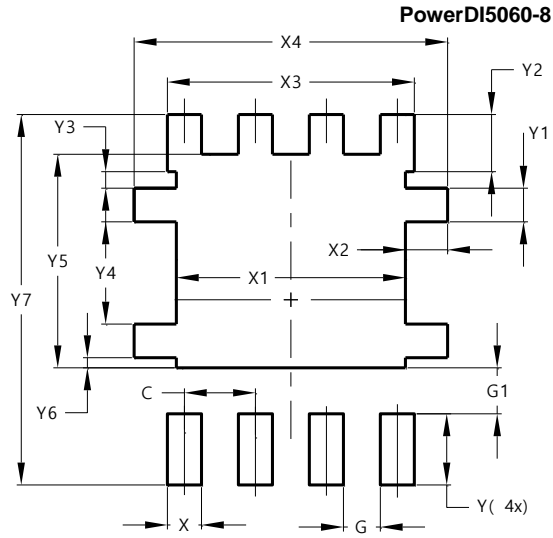 PowerDI5060-8
X4
X3
Y2
Y3
Y1
X2
Y5
Y4
X1
Y7
C
G1
Y6
Y( 4x)
X
G